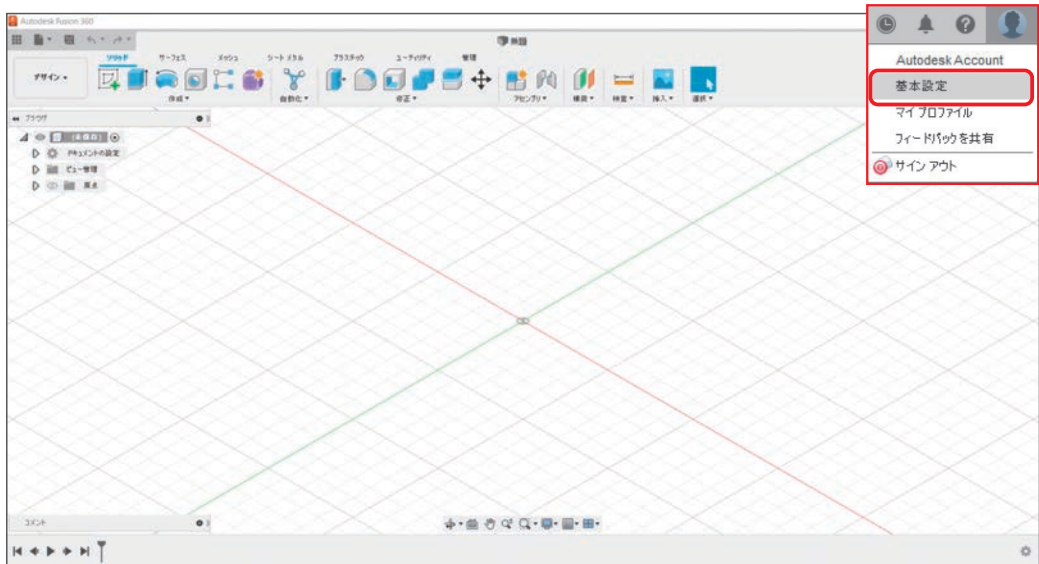 Autodesk Fusion 360
無題
ソリッド サーフェス メッシュ シート メタル プラスチック ユーティリティ 管理
デザイン
作成 自動化 修正 アセンブリ 構築 検査 挿入 選択
ブラウザ
(未保存)
ドキュメントの設定
ビュー管理
原点
Autodesk Account
基本設定
マイ プロファイル
フィードバックを共有
サイン アウト
コメント